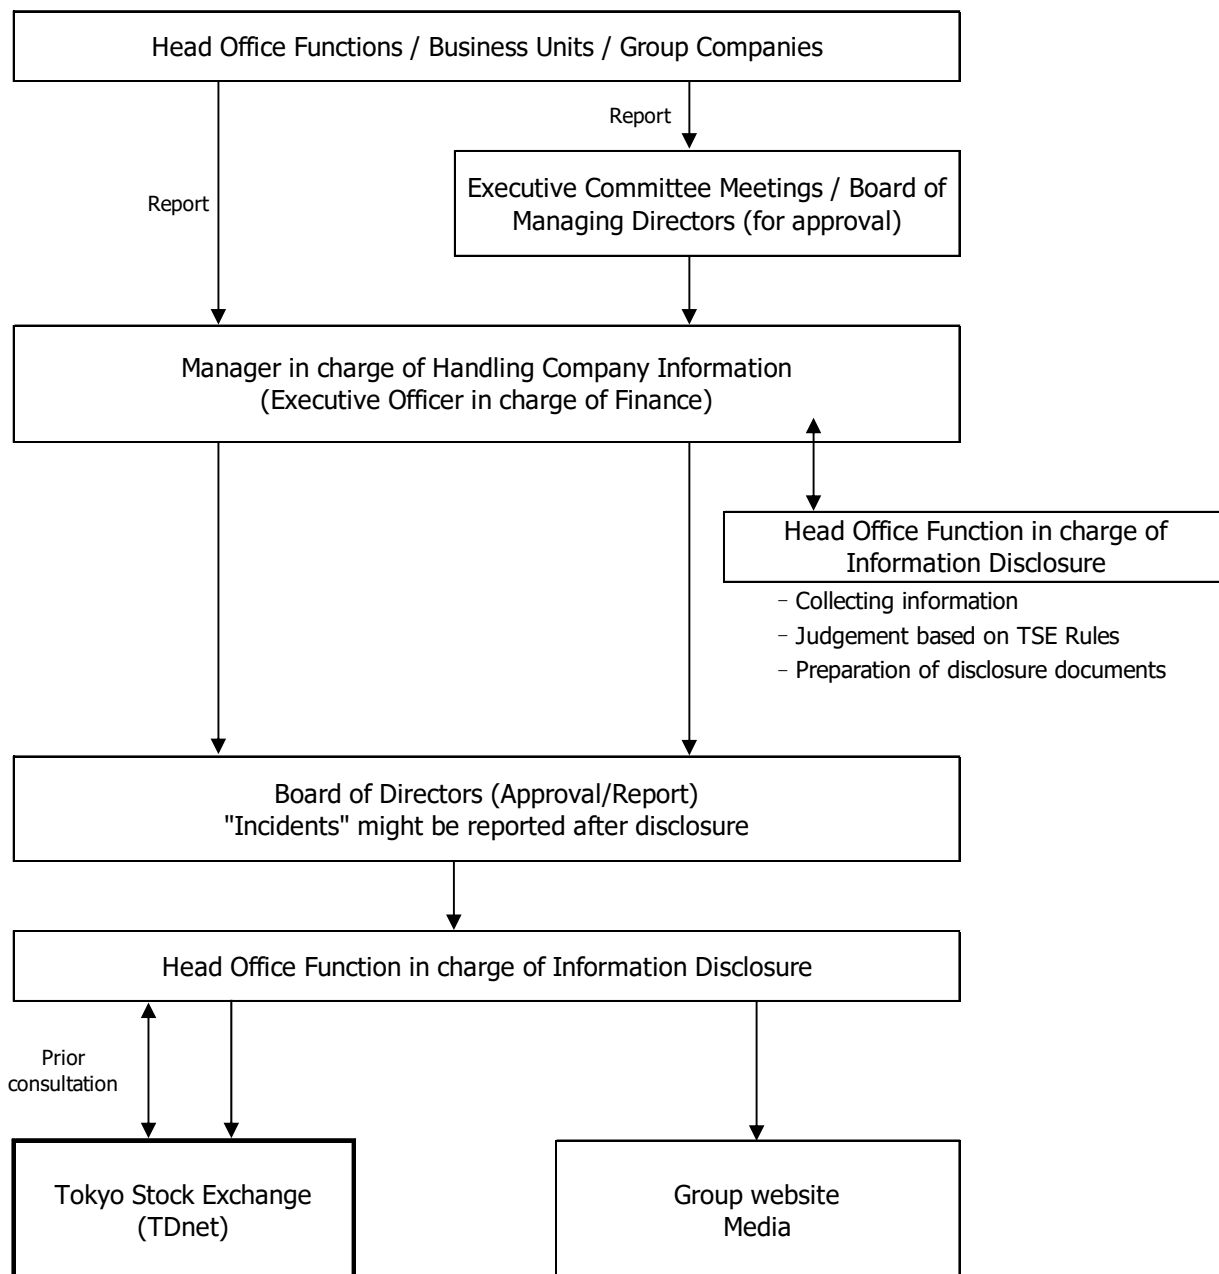 Head Office Functions / Business Units / Group Companies
Report
Executive Committee Meetings / Board of
Managing Directors (for approval)
Report
Manager in charge of Handling Company Information
(Executive Officer in charge of Finance)
Head Office Function in charge of
Information Disclosure
- Collecting information
- Judgement based on TSE Rules
- Preparation of disclosure documents
Board of Directors (Approval/Report)
"Incidents" might be reported after disclosure
Head Office Function in charge of Information Disclosure
Prior
consultation
Tokyo Stock Exchange
(TDnet)
Group website
Media